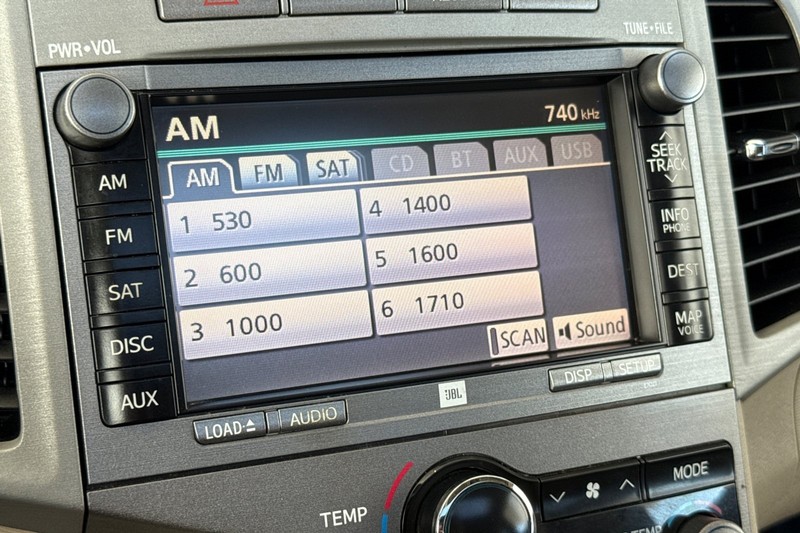 PWR•VOL
TUNE•FILE
AM
740 kHz
AM FM SAT CD BT AUX USB
1 530
4 1400
2 600
5 1600
3 1000
6 1710
SCAN
Sound
AM
FM
SAT
DISC
AUX
SEEK
TRACK
INFO
PHONE
DEST
MAP
VOICE
LOAD
AUDIO
JBL
DISP
SETUP
TEMP
MODE
TEMP